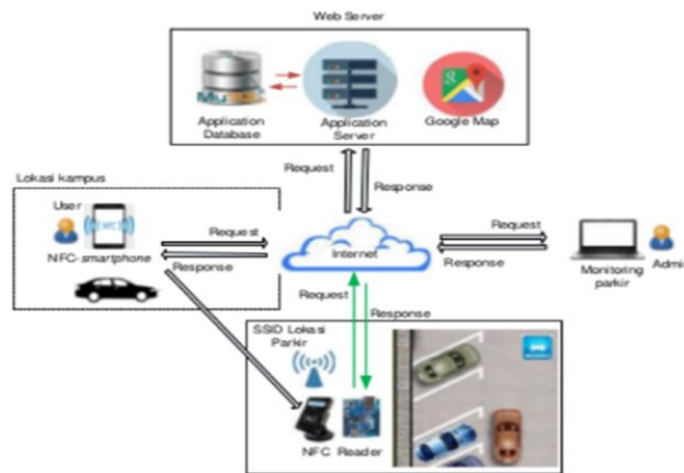 Web Server
Application
Database
Application
Server
Google Map
Request
Response
Lokasi kampus
User
NFC-smartphone
Request
Response
Internet
Request
Response
Monitoring
parkir
Admin
Request
Response
SSID Lokasi
Parkir
NFC Reader